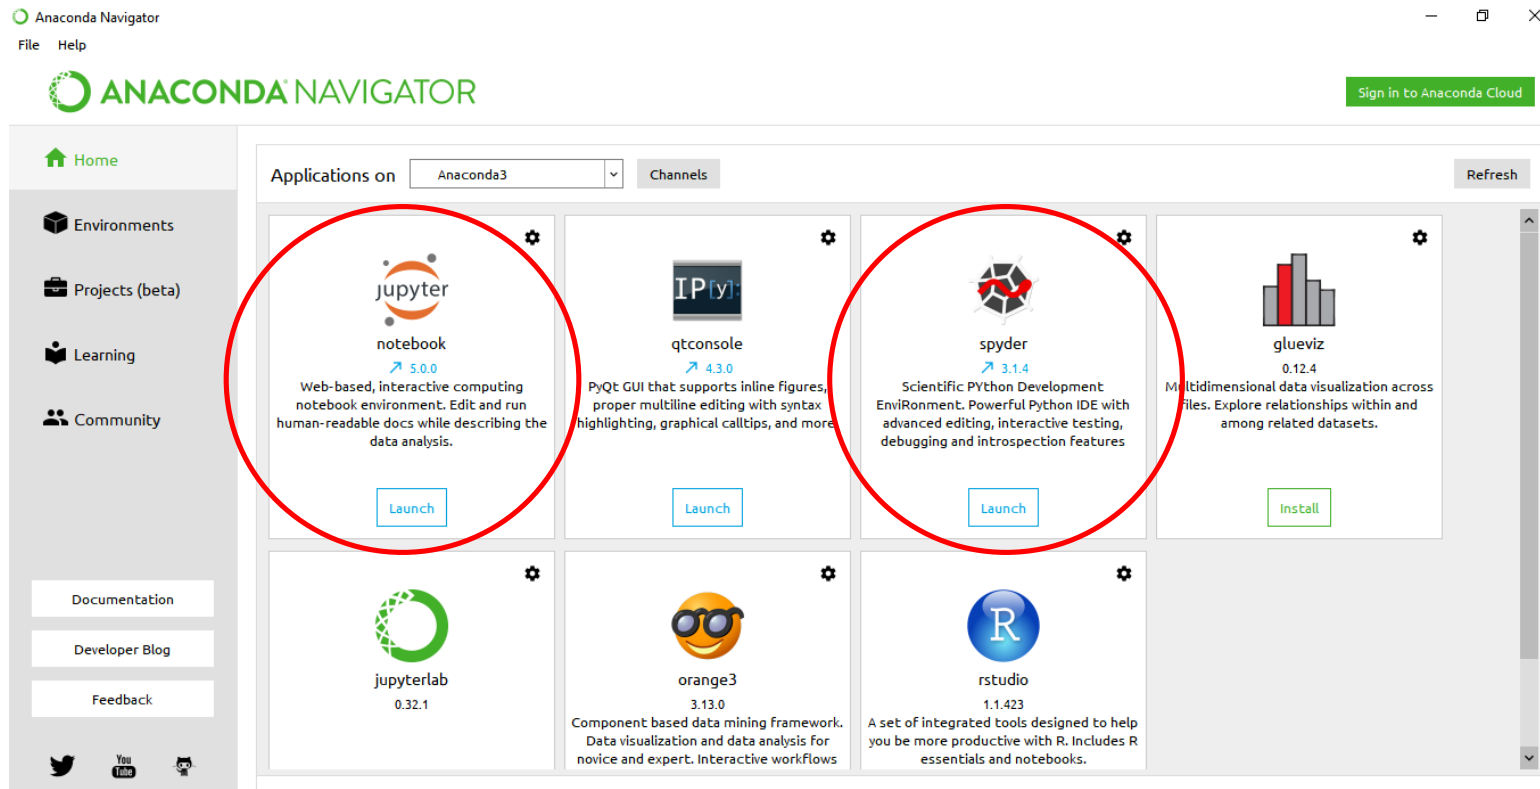 Anaconda Navigator
File Help
ANACONDA NAVIGATOR
Sign in to Anaconda Cloud
Home
Environments
Projects (beta)
Learning
Community
Documentation
Developer Blog
Feedback
You
Tube
Applications on Anaconda3 Channels Refresh
jupyter
notebook
5.0.0
Web-based, interactive computing
notebook environment. Edit and run
human-readable docs while describing the
data analysis.
Launch
IP[y]:
qtconsole
4.3.0
PyQt GUI that supports inline figures,
proper multiline editing with syntax
highlighting, graphical calltips, and more
Launch
spyder
3.1.4
Scientific PYthon Development
EnviRonment. Powerful Python IDE with
advanced editing, interactive testing,
debugging and introspection features
Launch
glueviz
0.12.4
Multidimensional data visualization across
files. Explore relationships within and
among related datasets.
Install
jupyterlab
0.32.1
orange3
3.13.0
Component based data mining framework.
Data visualization and data analysis for
novice and expert. Interactive workflows
R
rstudio
1.1.423
A set of integrated tools designed to help
you be more productive with R. Includes R
essentials and notebooks.